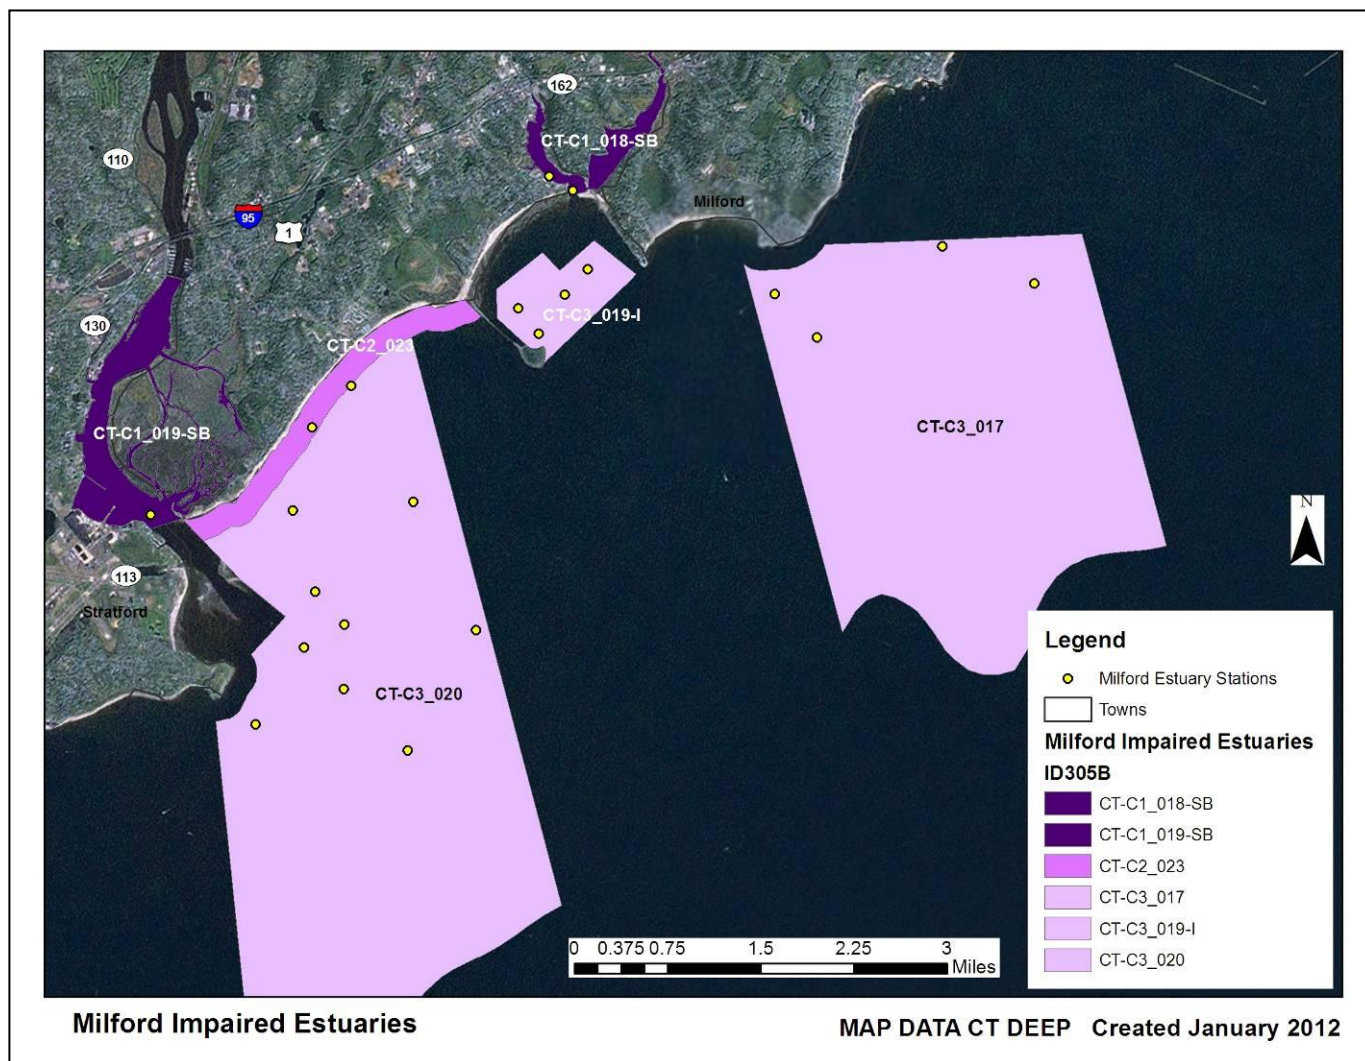 162
CT-C1_018-SB
110
95
1
Milford
CT-C3_019-I
130
CT-C2_023
CT-C3_017
CT-C1_019-SB
N
113
Stratford
CT-C3_020
Legend
Milford Estuary Stations
Towns
Milford Impaired Estuaries
ID305B
CT-C1_018-SB
CT-C1_019-SB
CT-C2_023
CT-C3_017
CT-C3_019-I
CT-C3_020
0 0.375 0.75 1.5 2.25 3
Miles
Milford Impaired Estuaries
MAP DATA CT DEEP Created January 2012